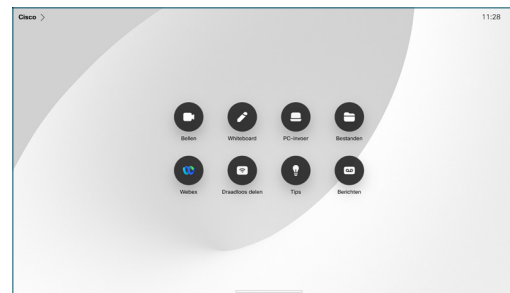 Cisco
11:28
Bellen
Whiteboard
PC-invoer
Bestanden
Webex
Draadloos delen
Tips
Berichten